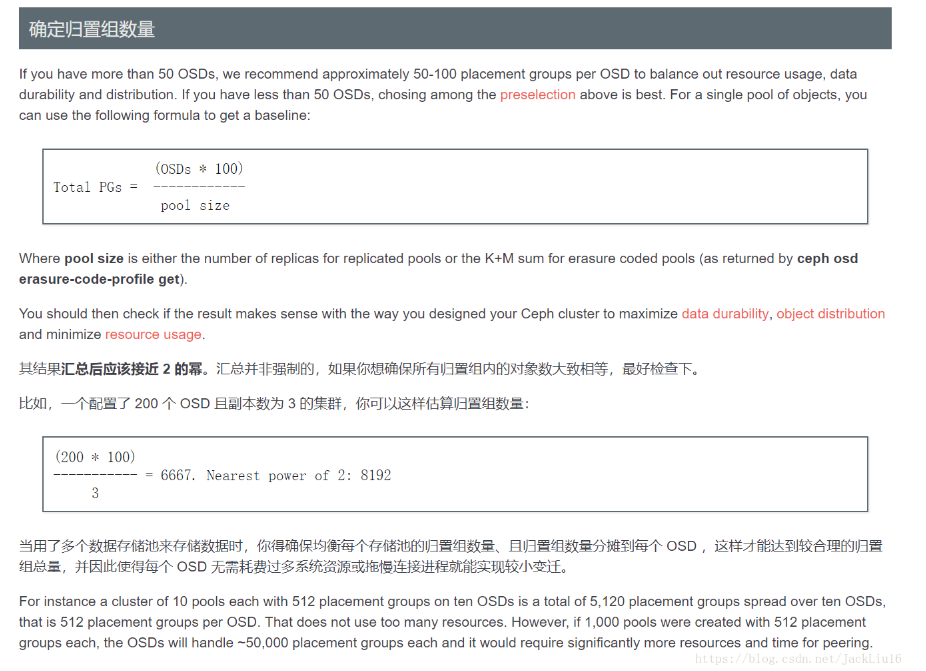 确定归置组数量
If you have more than 50 OSDs, we recommend approximately 50-100 placement groups per OSD to balance out resource usage, data
durability and distribution. If you have less than 50 OSDs, chosing among the preselection above is best. For a single pool of objects, you
can use the following formula to get a baseline:
(OSDs * 100)
Total PGs = ------------
pool size
Where pool size is either the number of replicas for replicated pools or the K+M sum for erasure coded pools (as returned by ceph osd
erasure-code-profile get).
You should then check if the result makes sense with the way you designed your Ceph cluster to maximize data durability, object distribution
and minimize resource usage.
其结果汇总后应该接近 2 的幂。汇总并非强制的，如果你想确保所有归置组内的对象数大致相等，最好检查下。
比如，一个配置了 200 个 OSD 且副本数为 3 的集群，你可以这样估算归置组数量：
(200 * 100)
----------- = 6667. Nearest power of 2: 8192
3
当用了多个数据存储池来存储数据时，你得确保均衡每个存储池的归置组数量、且归置组数量分摊到每个 OSD ，这样才能达到较合理的归置
组总量，并因此使得每个 OSD 无需耗费过多系统资源或拖慢连接进程就能实现较小变迁。
For instance a cluster of 10 pools each with 512 placement groups on ten OSDs is a total of 5,120 placement groups spread over ten OSDs,
that is 512 placement groups per OSD. That does not use too many resources. However, if 1,000 pools were created with 512 placement
groups each, the OSDs will handle ~50,000 placement groups each and it would require significantly more resources and time for peering.
https://blog.csdn.net/JackLiu16